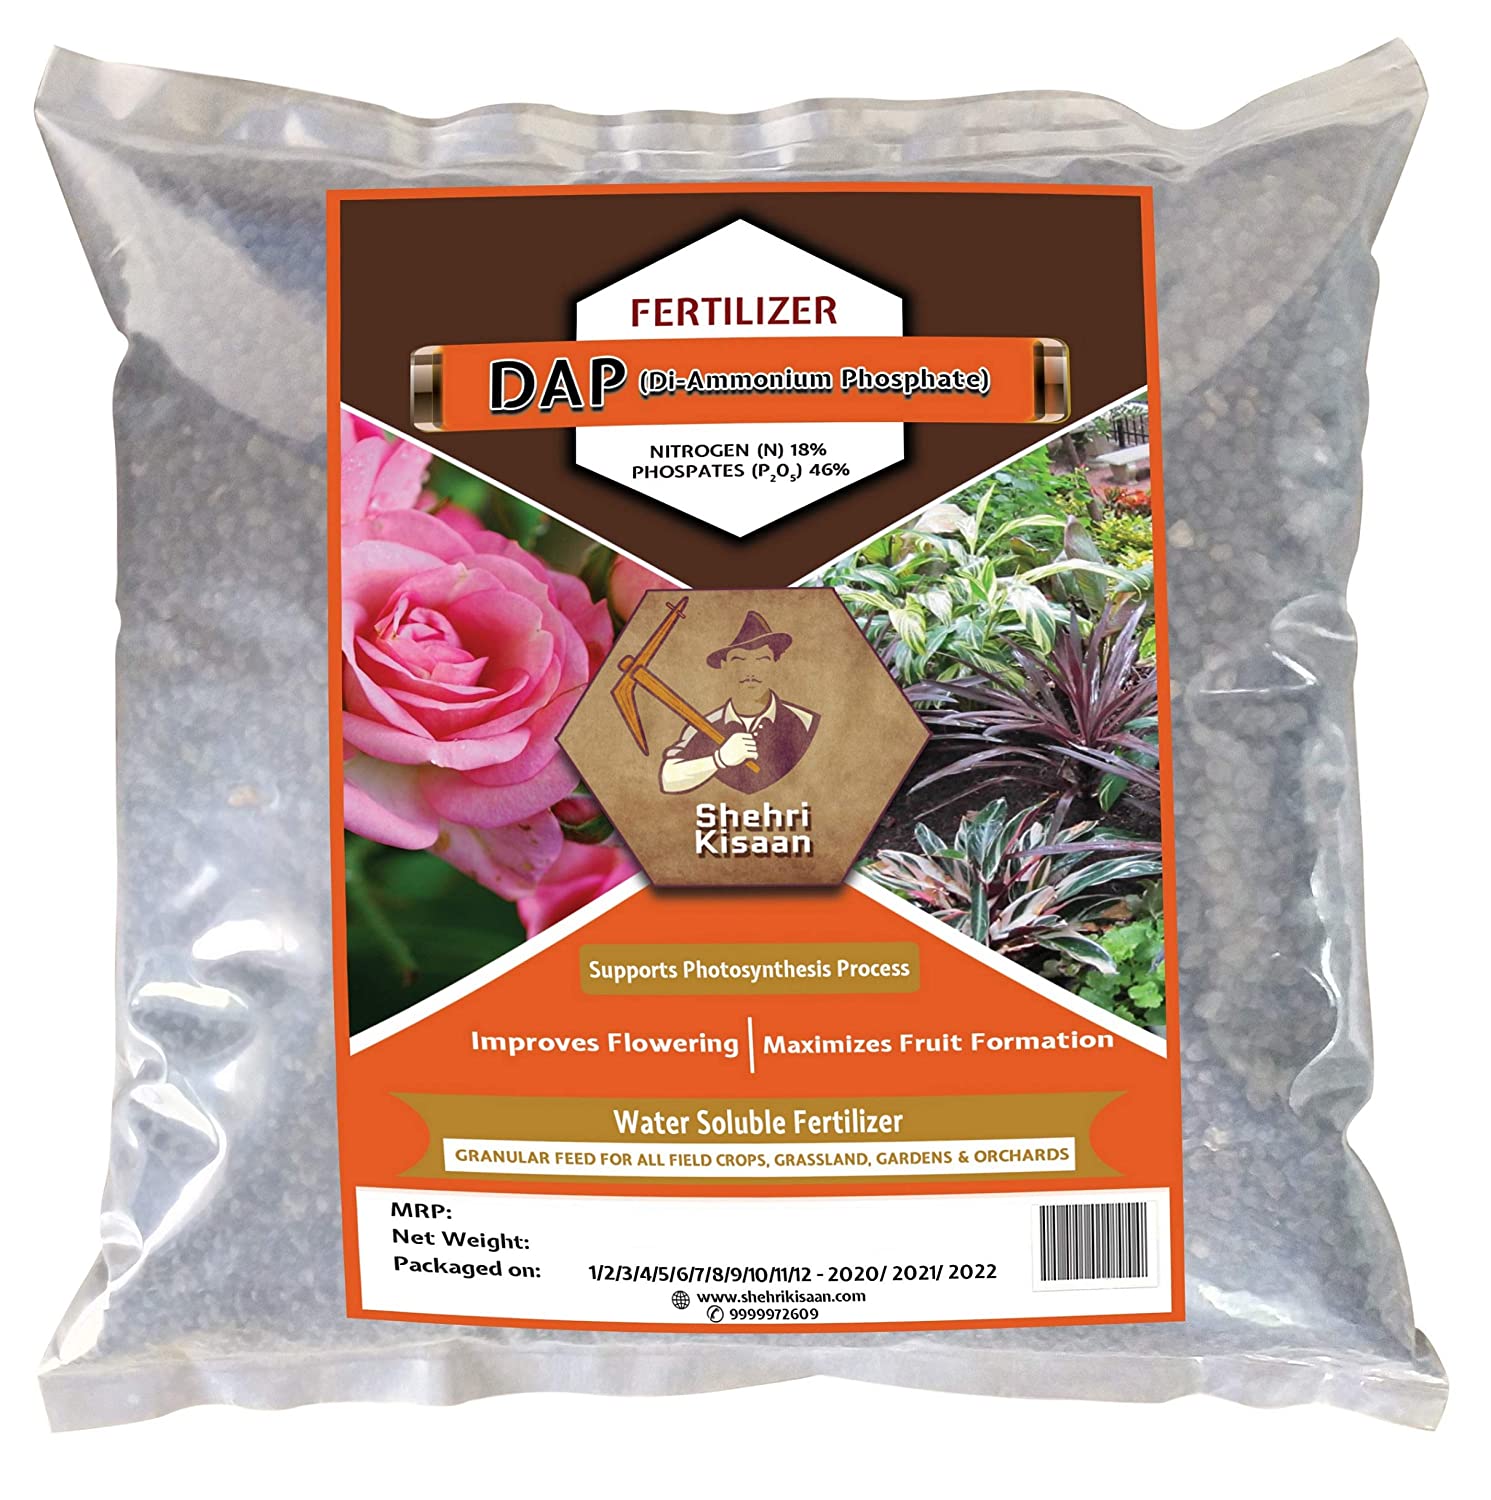 FERTILIZER
DAP (Di-Ammonium Phosphate)
NITROGEN (N) 18%
PHOSPATES (P₂O₅) 46%
Shehri
Kisaan
Supports Photosynthesis Process
Improves Flowering | Maximizes Fruit Formation
Water Soluble Fertilizer
GRANULAR FEED FOR ALL FIELD CROPS, GRASSLAND, GARDENS & ORCHARDS
MRP:
Net Weight:
Packaged on: 1/2/3/4/5/6/7/8/9/10/11/12 - 2020/ 2021/ 2022
www.shehrikisaan.com
9999972609